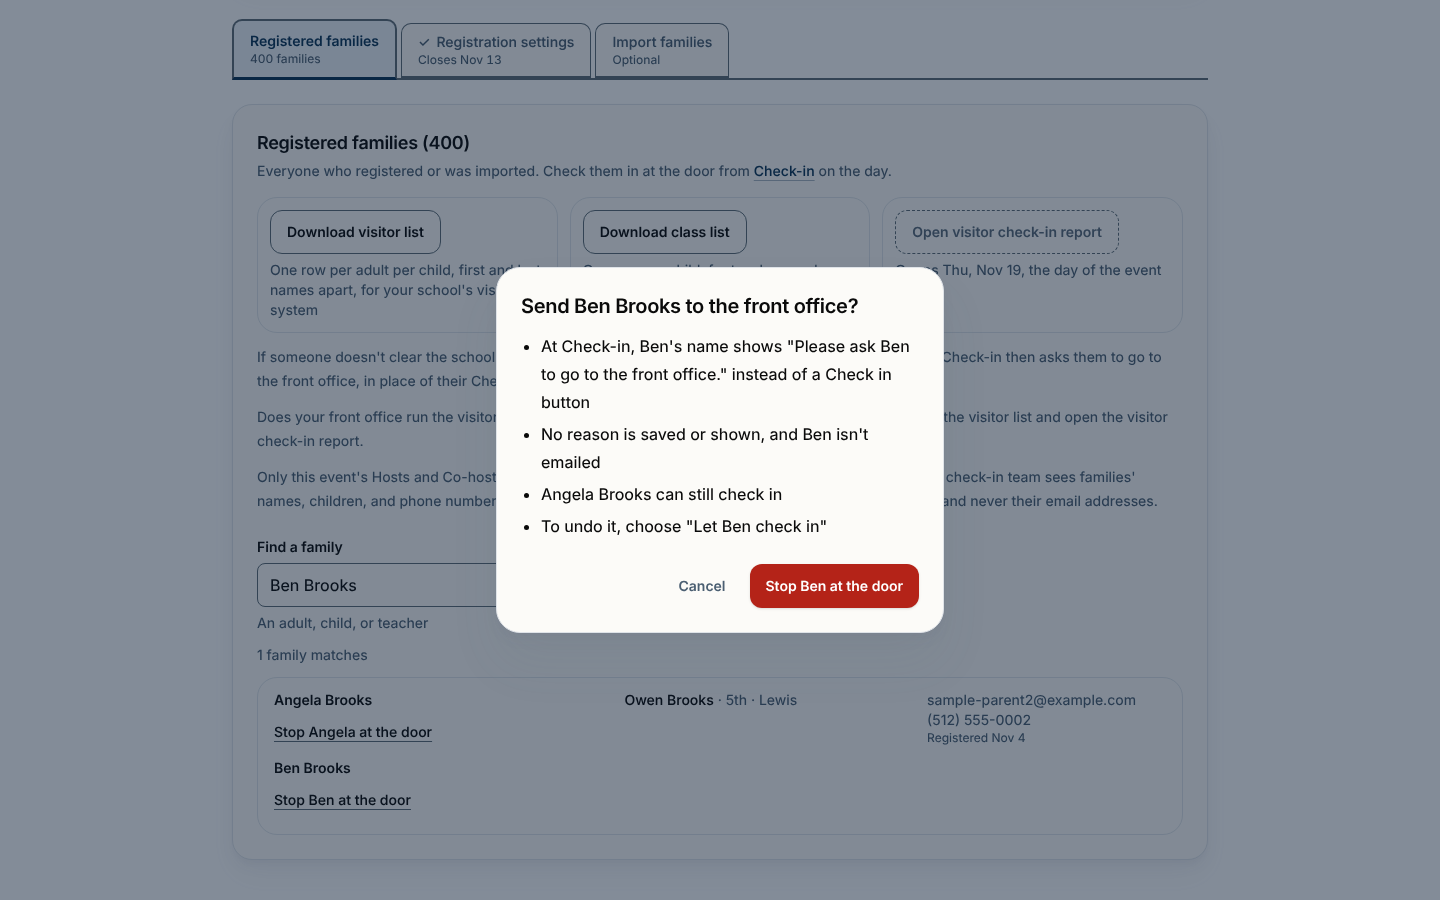 Registered families
400 families
✓ Registration settings
Closes Nov 13
Import families
Optional
Registered families (400)
Everyone who registered or was imported. Check them in at the door from Check-in on the day.
Download visitor list
One row per adult per child, first and
names apart, for your school's vis
system
Download class list
Open visitor check-in report
Thu, Nov 19, the day of the event
If someone doesn't clear the school
Check-in then asks them to go to
the front office, in place of their Che
Does your front office run the visitor
the visitor list and open the visitor
check-in report.
Only this event's Hosts and Co-host
check-in team sees families'
names, children, and phone number
and never their email addresses.
Find a family
Ben Brooks
An adult, child, or teacher
1 family matches
Angela Brooks
Stop Angela at the door
Ben Brooks
Stop Ben at the door
Owen Brooks · 5th · Lewis
sample-parent2@example.com
(512) 555-0002
Registered Nov 4
Send Ben Brooks to the front office?
• At Check-in, Ben's name shows "Please ask Ben
to go to the front office." instead of a Check in
button
• No reason is saved or shown, and Ben isn't
emailed
• Angela Brooks can still check in
• To undo it, choose "Let Ben check in"
Cancel
Stop Ben at the door